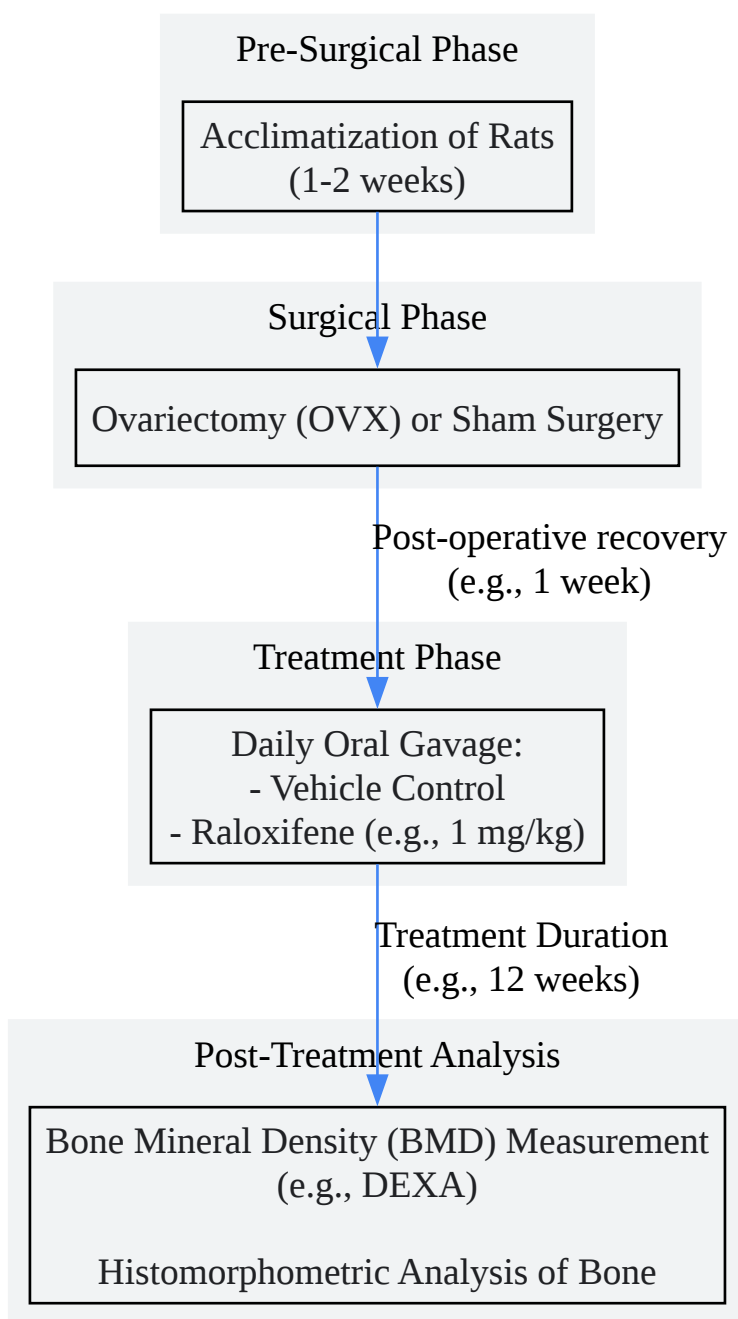 Pre-Surgical Phase
Acclimatization of Rats
(1-2 weeks)
Surgical Phase
Ovariectomy (OVX) or Sham Surgery
Post-operative recovery
(e.g., 1 week)
Treatment Phase
Daily Oral Gavage:
- Vehicle Control
- Raloxifene (e.g., 1 mg/kg)
Treatment Duration
(e.g., 12 weeks)
Post-Treatment Analysis
Bone Mineral Density (BMD) Measurement
(e.g., DEXA)
Histomorphometric Analysis of Bone